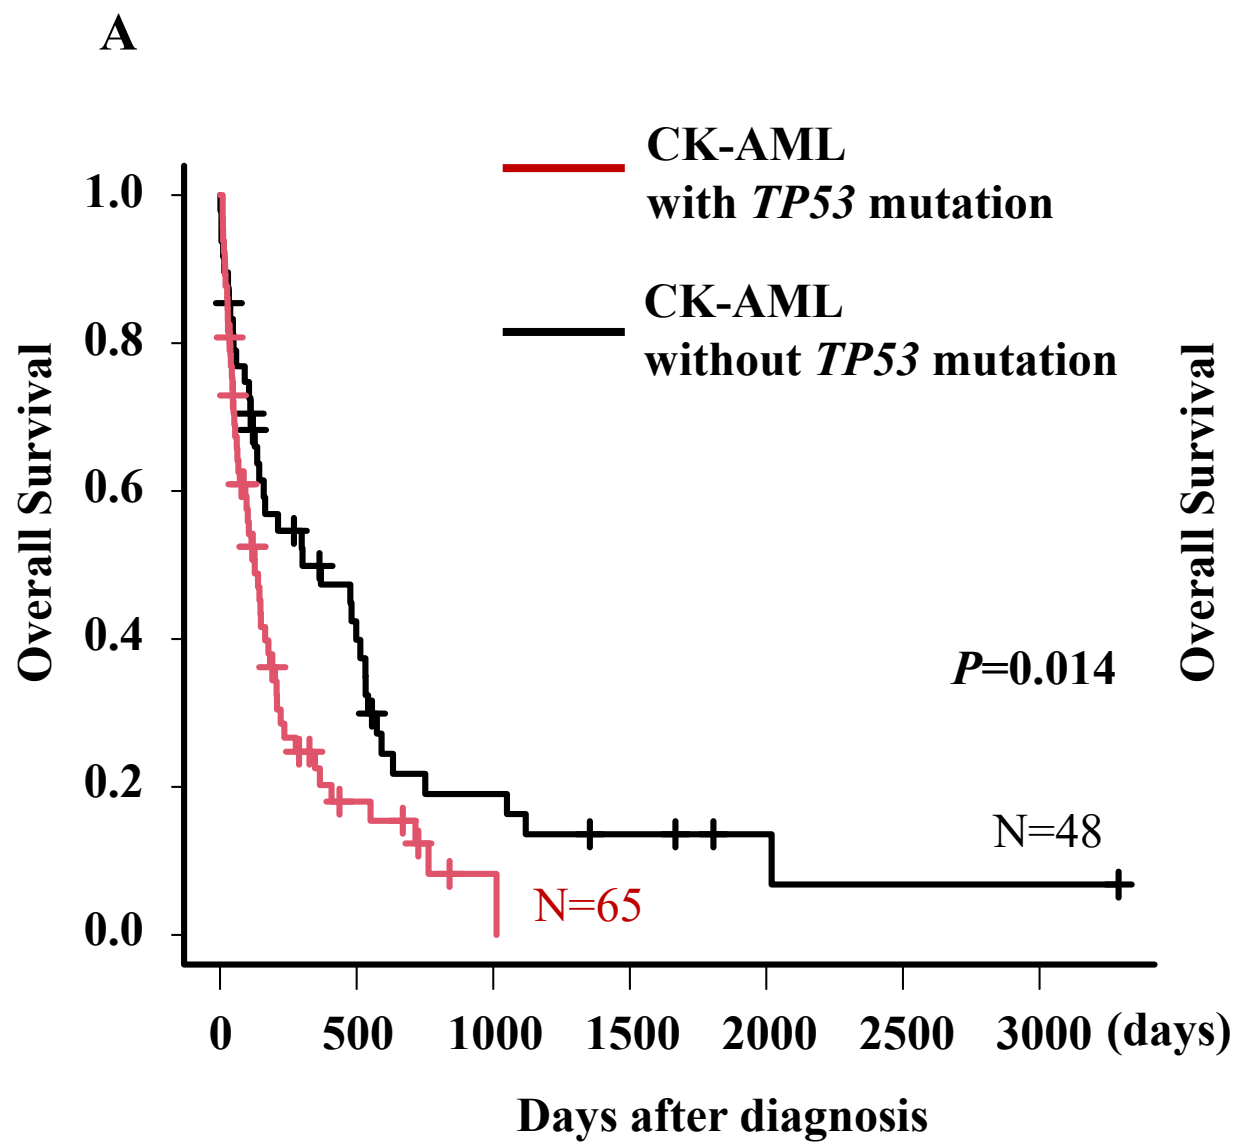 A
CK-AML
with TP53 mutation
CK-AML
without TP53 mutation
Overall Survival
1.0
0.8
0.6
0.4
0.2
0.0
P=0.014
N=48
N=65
Overall Survival
0 500 1000 1500 2000 2500 3000 (days)
Days after diagnosis